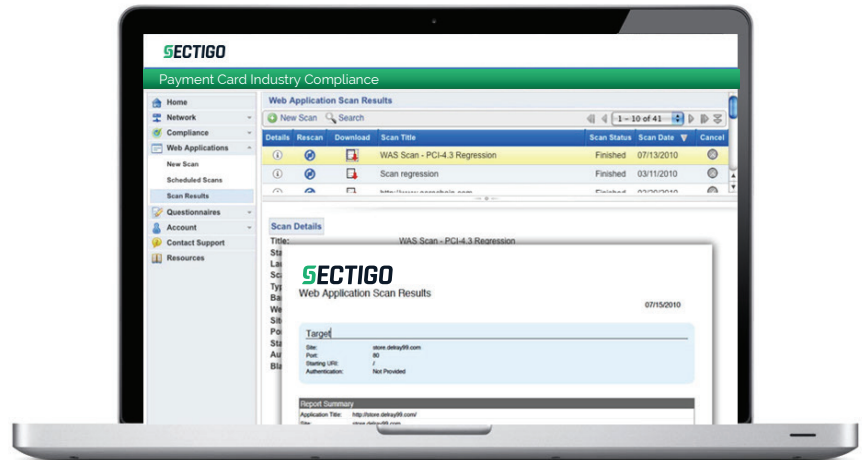 SECTIGO
Payment Card Industry Compliance
Home
Network
Compliance
Web Applications
New Scan
Scheduled Scans
Scan Results
Questionnaires
Account
Contact Support
Resources
Web Application Scan Results
New Scan Search 1 - 10 of 41
Details Rescan Download Scan Title Scan Status Scan Date Cancel
WAS Scan - PCI-4.3 Regression Finished 07/13/2010
Scan regression Finished 03/11/2010
Scan Details
Title: WAS Scan - PCI-4.3 Regression
SECTIGO
Web Application Scan Results
07/15/2010
Target
Site: store.delray99.com
Port: 80
Starting URI: /
Authentication: Not Provided
Report Summary
Application Title: http://store.delray99.com/
Site: store.delray99.com